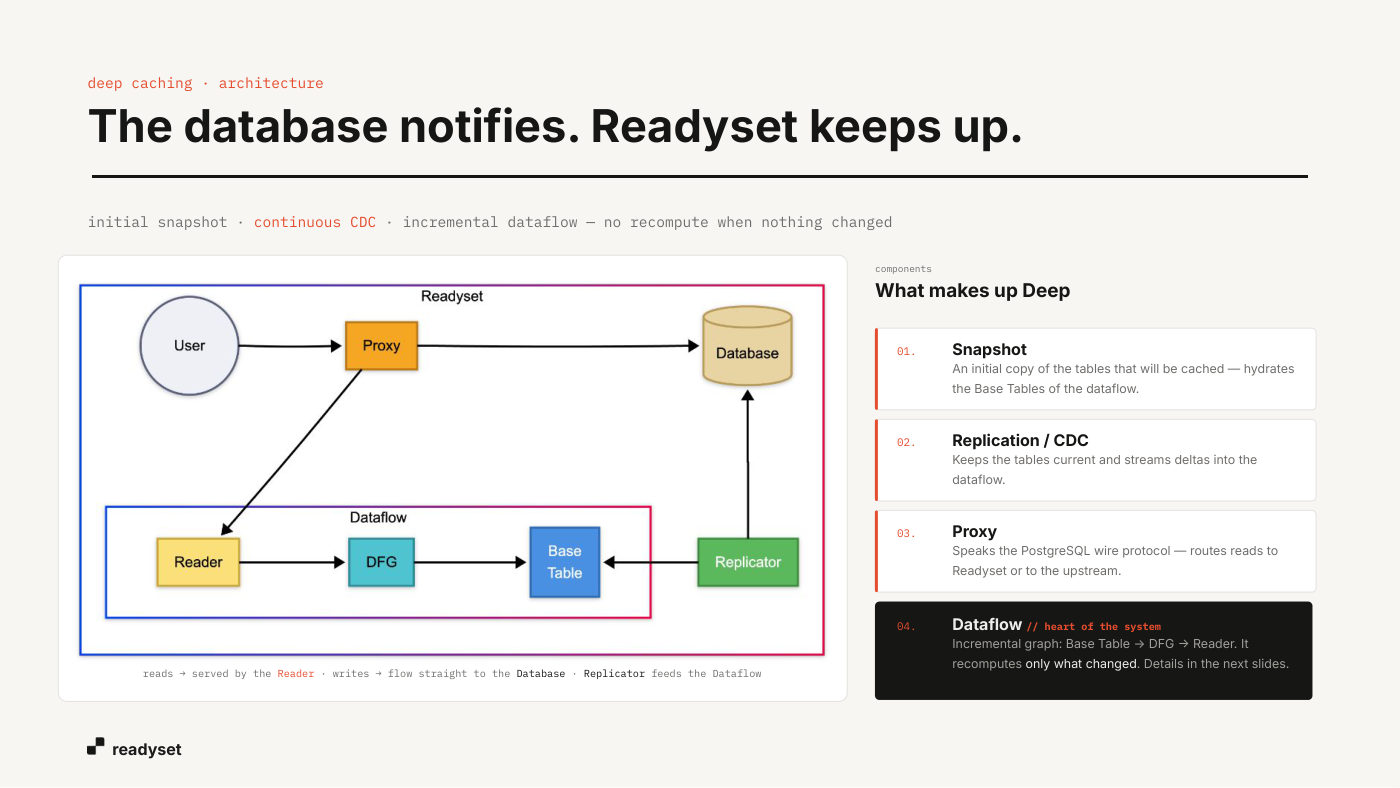 deep caching · architecture
The database notifies. Readyset keeps up.
initial snapshot · continuous CDC · incremental dataflow — no recompute when nothing changed
Readyset
User
Proxy
Database
Dataflow
Reader
DFG
Base
Table
Replicator
reads → served by the Reader · writes → flow straight to the Database · Replicator feeds the Dataflow
components
What makes up Deep
01.
Snapshot
An initial copy of the tables that will be cached — hydrates
the Base Tables of the dataflow.
02.
Replication / CDC
Keeps the tables current and streams deltas into the
dataflow.
03.
Proxy
Speaks the PostgreSQL wire protocol — routes reads to
Readyset or to the upstream.
04.
Dataflow // heart of the system
Incremental graph: Base Table → DFG → Reader. It
recomputes only what changed. Details in the next slides.
readyset